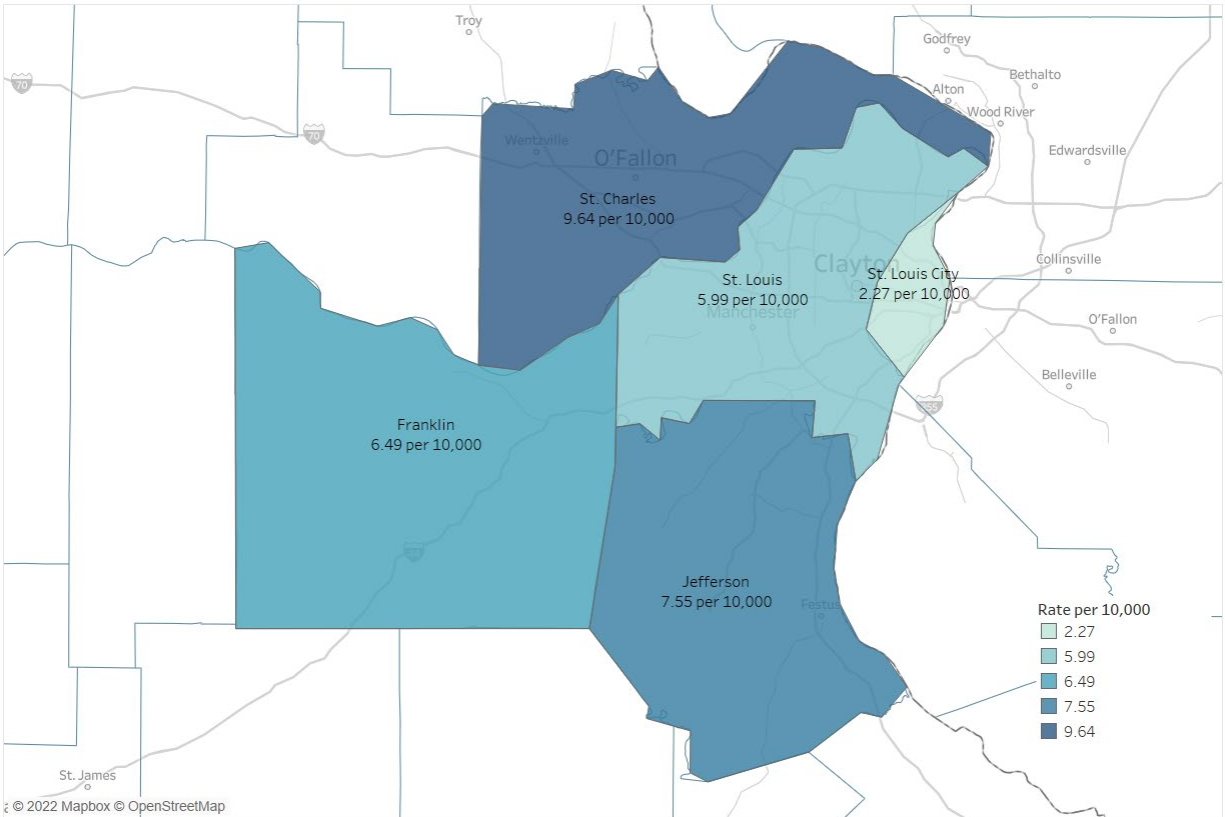 Troy
Godfrey
70
Bethalto
Alton
Wood River
70
Wentzville
O'Fallon
Edwardsville
St. Charles
9.64 per 10,000
Clayton
Collinsville
St. Louis
5.99 per 10,000
St. Louis City
2.27 per 10,000
Manchester
O'Fallon
Belleville
Franklin
6.49 per 10,000
Jefferson
7.55 per 10,000
Festus
Rate per 10,000
2.27
5.99
6.49
7.55
9.64
St. James
© 2022 Mapbox © OpenStreetMap